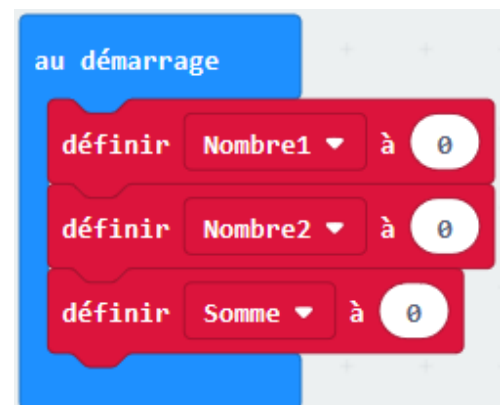 au démarrage
définir Nombre1 à 0
définir Nombre2 à 0
définir Somme à 0